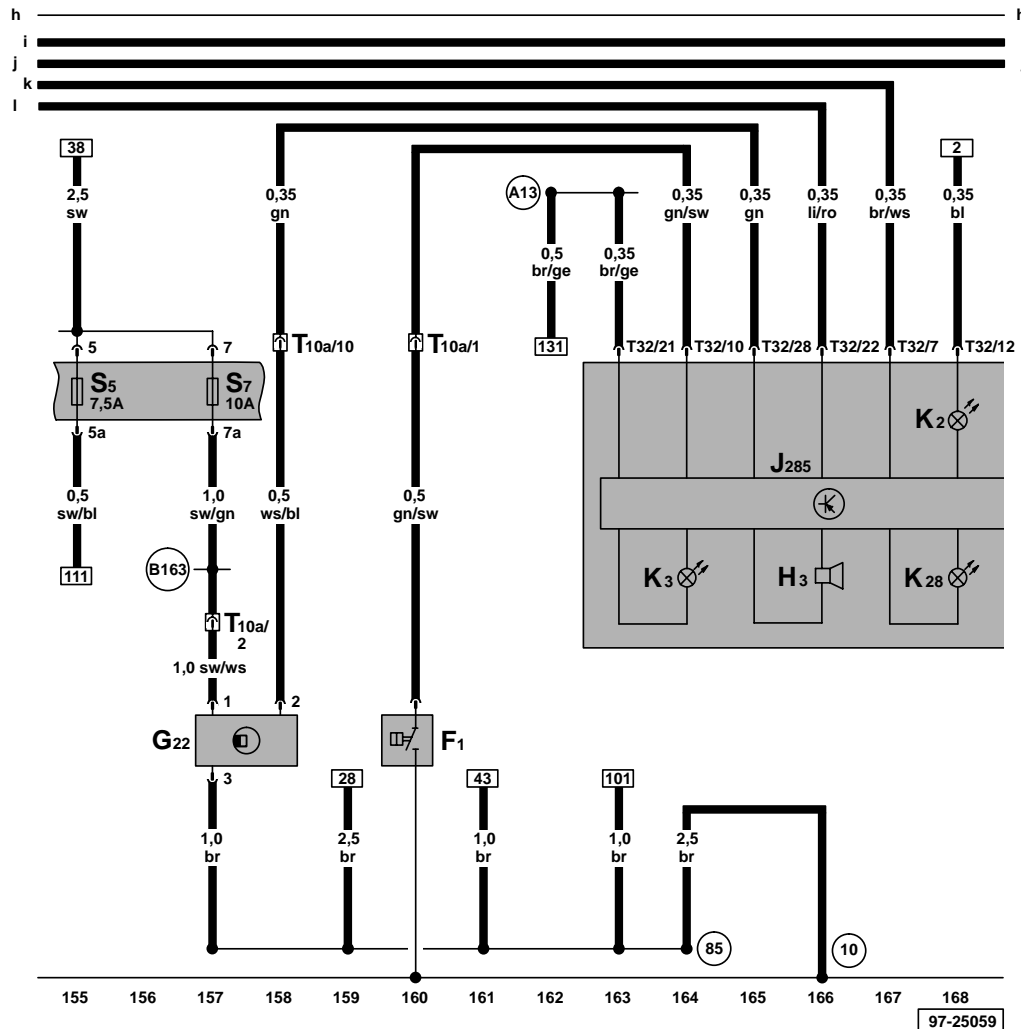 h h
i
j
k
l
38 2
2,5 0,35 A13 0,35 0,35 0,35 0,35 0,35
sw gn gn/sw gn li/ro br/ws bl
0,5 0,35
br/ge br/ge
5 7 T10a/10 T10a/1 131 T32/21 T32/10 T32/28 T32/22 T32/7 T32/12
S5 S7
7,5A 10A
K2
5a 7a
J285
0,5 1,0 0,5 0,5
sw/bl sw/gn ws/bl gn/sw
111 B163 K3 H3 K28
T10a/
2
1,0 sw/ws
1 2
G22 F1
3 28 43 101
1,0 2,5 1,0 1,0 2,5
br br br br br
85 10
155 156 157 158 159 160 161 162 163 164 165 166 167 168
97-25059